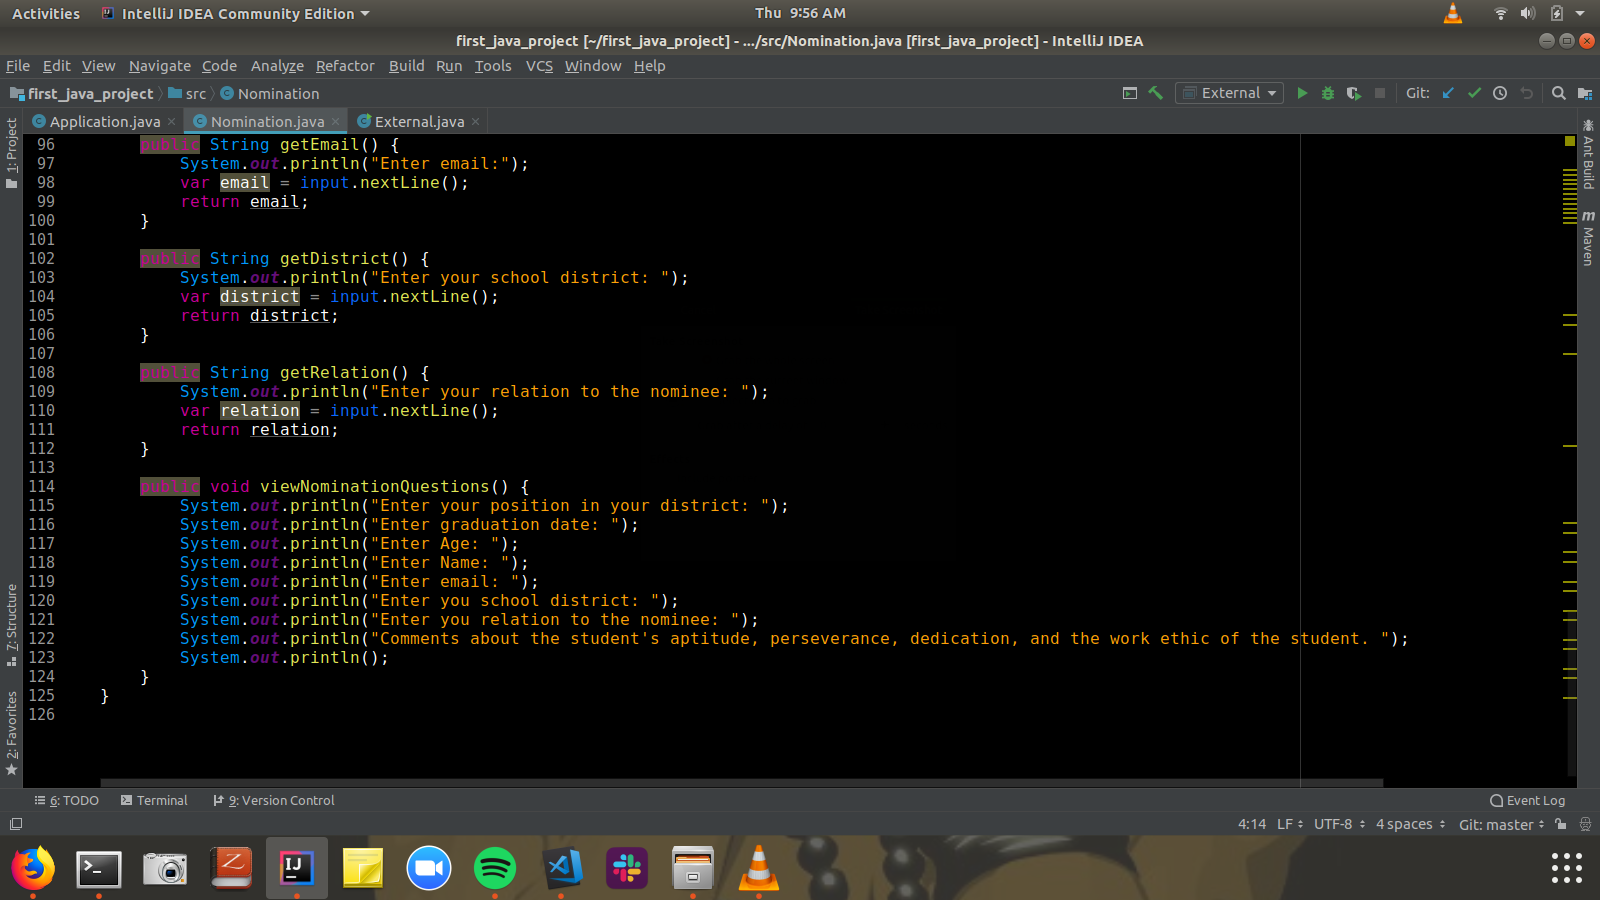 Activities IntelliJ IDEA Community Edition Thu 9:56 AM
first_java_project [~/first_java_project] - .../src/Nomination.java [first_java_project] - IntelliJ IDEA
File Edit View Navigate Code Analyze Refactor Build Run Tools VCS Window Help
first_java_project src Nomination External Git:
Application.java Nomination.java External.java
1: Project
7: Structure
2: Favorites
96 public String getEmail() {
97 System.out.println("Enter email:");
98 var email = input.nextLine();
99 return email;
100 }
101
102 public String getDistrict() {
103 System.out.println("Enter your school district: ");
104 var district = input.nextLine();
105 return district;
106 }
107
108 public String getRelation() {
109 System.out.println("Enter your relation to the nominee: ");
110 var relation = input.nextLine();
111 return relation;
112 }
113
114 public void viewNominationQuestions() {
115 System.out.println("Enter your position in your district: ");
116 System.out.println("Enter graduation date: ");
117 System.out.println("Enter Age: ");
118 System.out.println("Enter Name: ");
119 System.out.println("Enter email: ");
120 System.out.println("Enter you school district: ");
121 System.out.println("Enter you relation to the nominee: ");
122 System.out.println("Comments about the student's aptitude, perseverance, dedication, and the work ethic of the student. ");
123 System.out.println();
124 }
125 }
126
Ant Build
m Maven
6: TODO Terminal 9: Version Control Event Log
4:14 LF UTF-8 4 spaces Git: master
Z IJ